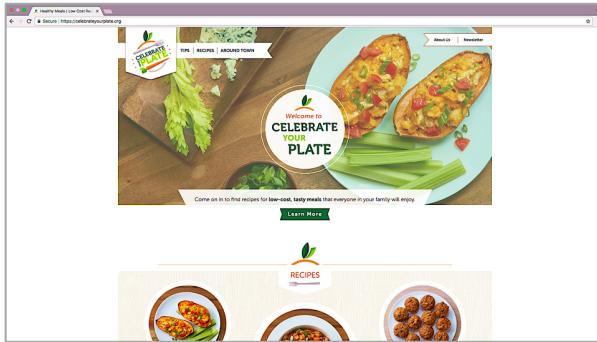 Healthy Meals | Low-Cost Re
Secure | https://celebrateyourplate.org
CELEBRATE
YOUR
PLATE
TIPS | RECIPES | AROUND TOWN
About Us | Newsletter
Welcome to
CELEBRATE
YOUR
PLATE
Come on in to find recipes for low-cost, tasty meals that everyone in your family will enjoy.
Learn More
RECIPES